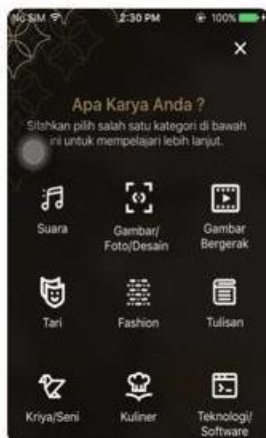 No SIM 2:30 PM 100%
Apa Karya Anda ?
Silahkan pilih salah satu kategori di bawah
ini untuk mempelajari lebih lanjut.
Suara
Gambar/
Foto/Desain
Gambar
Bergerak
Tari
Fashion
Tulisan
Kriya/Seni
Kuliner
Teknologi/
Software